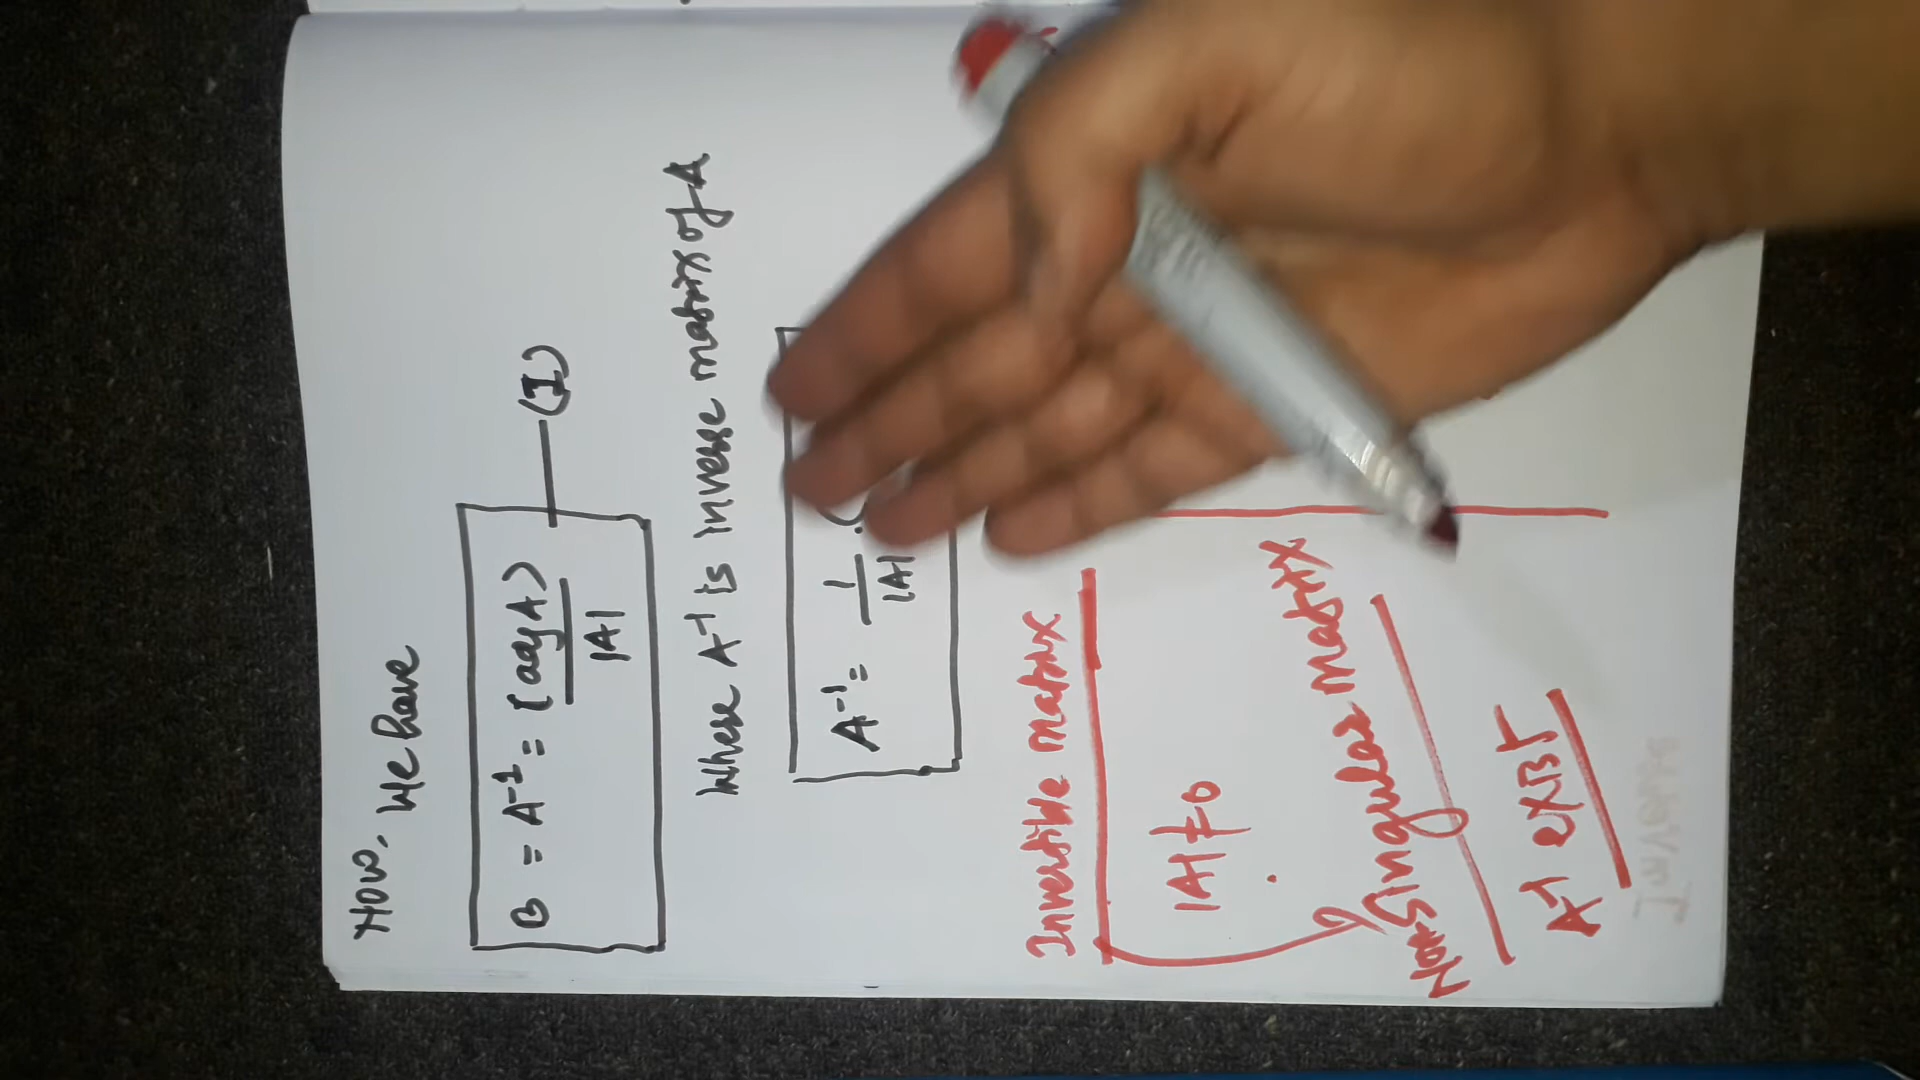 Now, we have
B = A⁻¹ = (adjA) / |A| —(I)
Where A⁻¹ is inverse matrix of A
A⁻¹ = 1/|A| . (
Invertible matrix
|A| ≠ 0
Non-Singular matrix
A⁻¹ exist